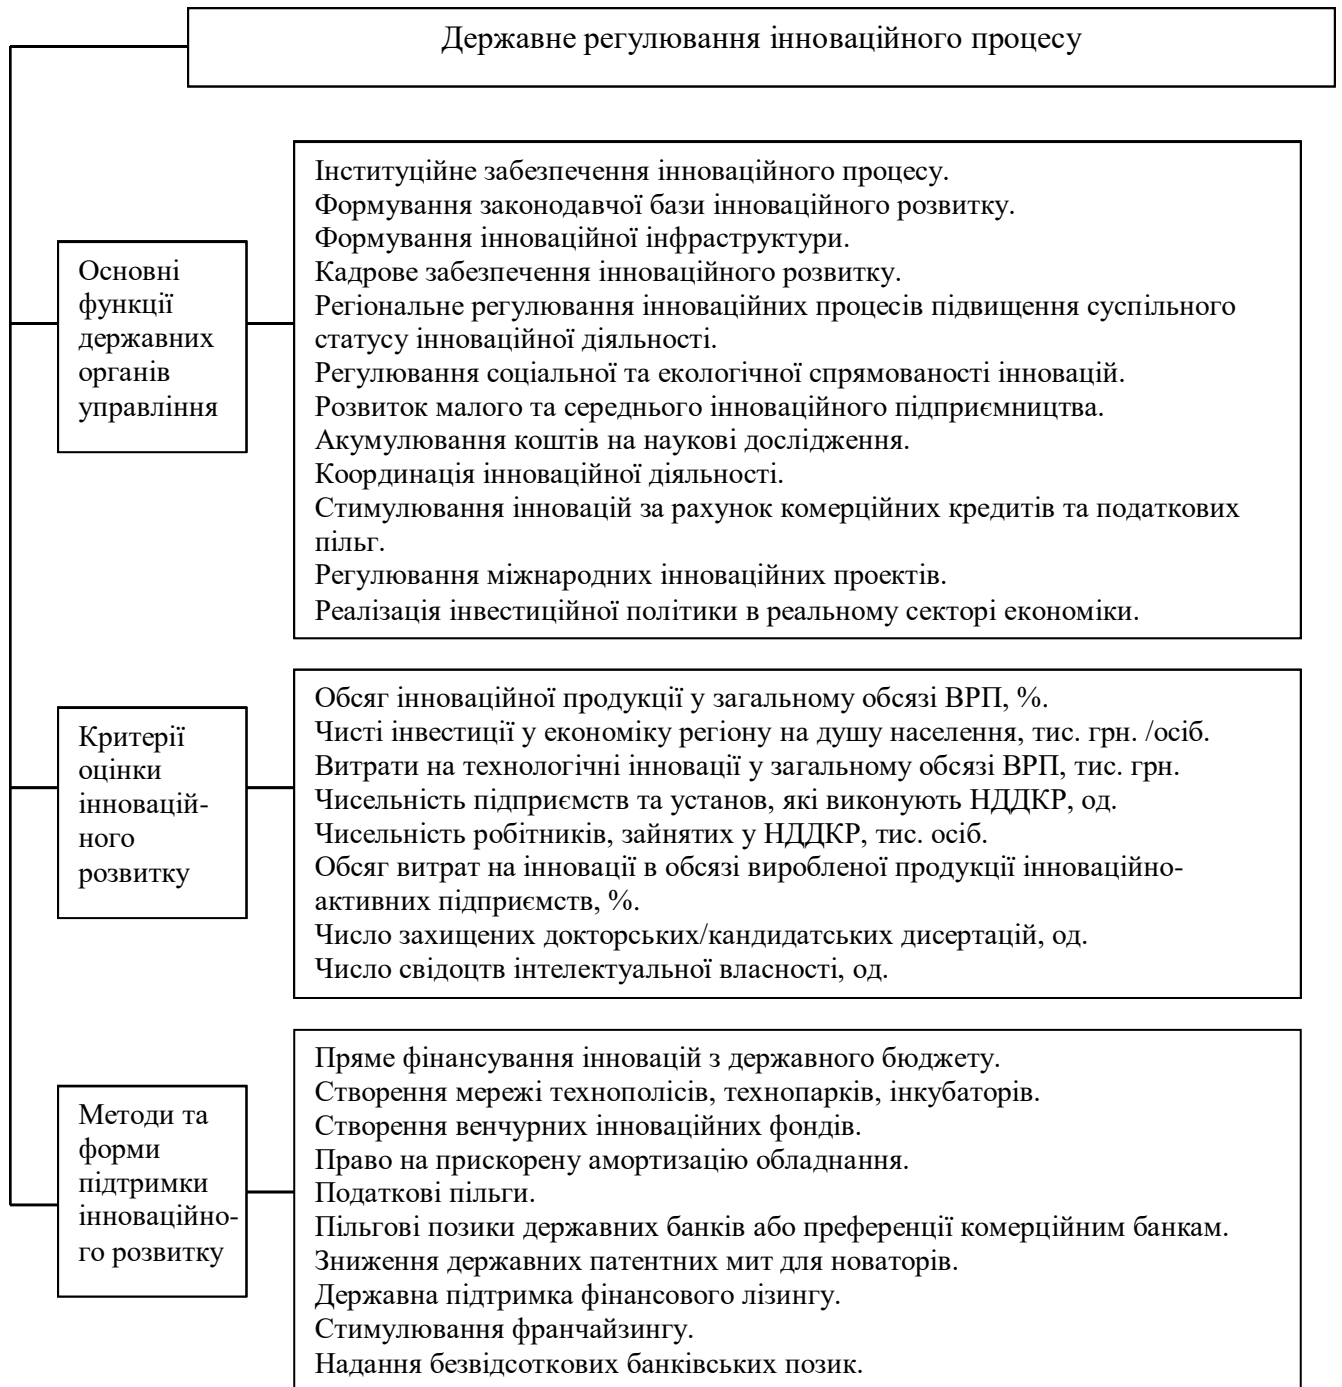 Державне регулювання інноваційного процесу
Основні
функції
державних
органів
управління
Інституційне забезпечення інноваційного процесу.
Формування законодавчої бази інноваційного розвитку.
Формування інноваційної інфраструктури.
Кадрове забезпечення інноваційного розвитку.
Регіональне регулювання інноваційних процесів підвищення суспільного
статусу інноваційної діяльності.
Регулювання соціальної та екологічної спрямованості інновацій.
Розвиток малого та середнього інноваційного підприємництва.
Акумулювання коштів на наукові дослідження.
Координація інноваційної діяльності.
Стимулювання інновацій за рахунок комерційних кредитів та податкових
пільг.
Регулювання міжнародних інноваційних проектів.
Реалізація інвестиційної політики в реальному секторі економіки.
Критерії
оцінки
інновацій-
ного
розвитку
Обсяг інноваційної продукції у загальному обсязі ВРП, %.
Чисті інвестиції у економіку регіону на душу населення, тис. грн. /осіб.
Витрати на технологічні інновації у загальному обсязі ВРП, тис. грн.
Чисельність підприємств та установ, які виконують НДДКР, од.
Чисельність робітників, зайнятих у НДДКР, тис. осіб.
Обсяг витрат на інновації в обсязі виробленої продукції інноваційно-
активних підприємств, %.
Число захищених докторських/кандидатських дисертацій, од.
Число свідоцтв інтелектуальної власності, од.
Методи та
форми
підтримки
інноваційно-
го розвитку
Пряме фінансування інновацій з державного бюджету.
Створення мережі технополісів, технопарків, інкубаторів.
Створення венчурних інноваційних фондів.
Право на прискорену амортизацію обладнання.
Податкові пільги.
Пільгові позики державних банків або преференції комерційним банкам.
Зниження державних патентних мит для новаторів.
Державна підтримка фінансового лізингу.
Стимулювання франчайзингу.
Надання безвідсоткових банківських позик.